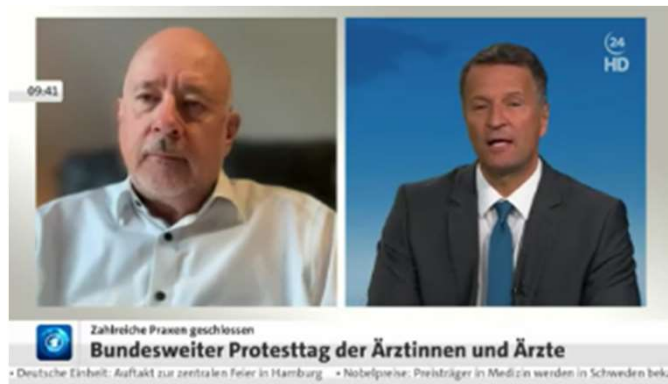 24
HD
09:41
Zahlreiche Praxen geschlossen
Bundesweiter Protesttag der Ärztinnen und Ärzte
• Deutsche Einheit: Auftakt zur zentralen Feier in Hamburg • Nobelpreise: Preisträger in Medizin werden in Schweden